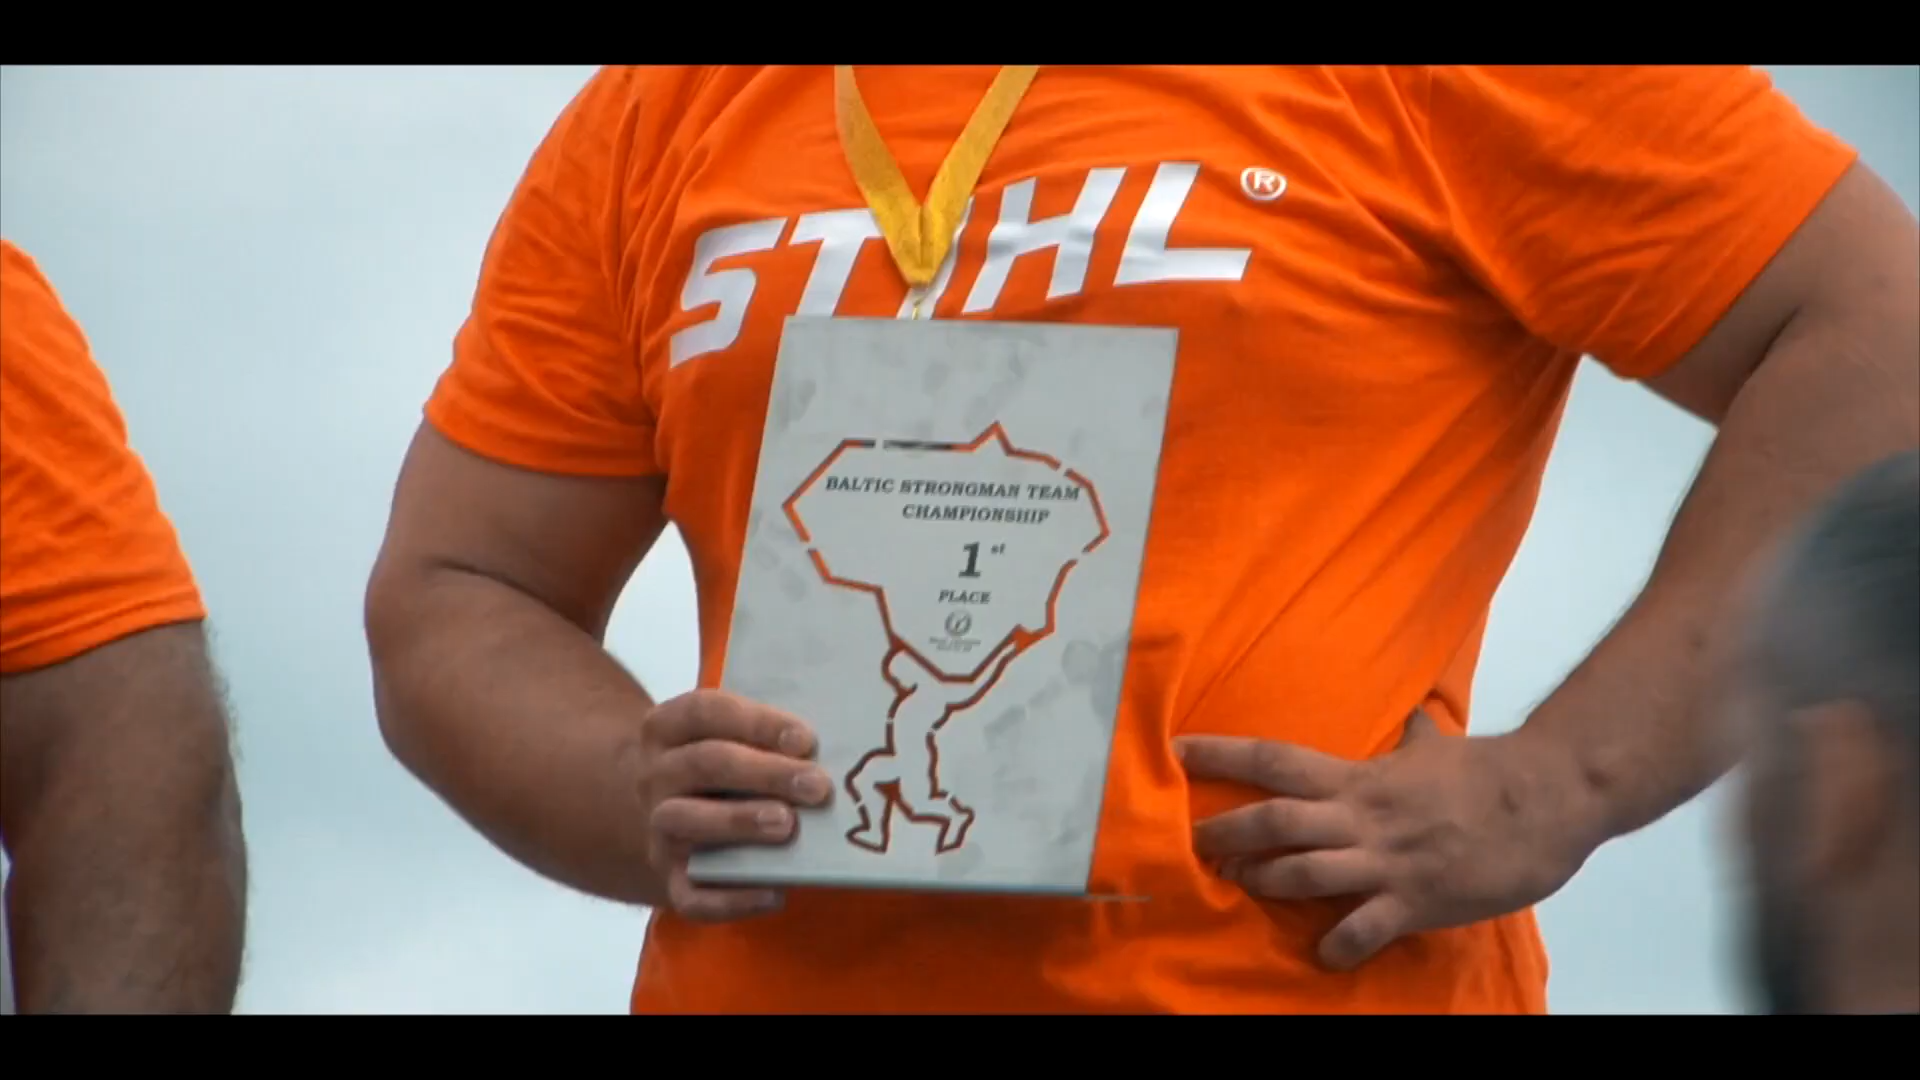 STIHL®
BALTIC STRONGMAN TEAM
CHAMPIONSHIP
1st
PLACE